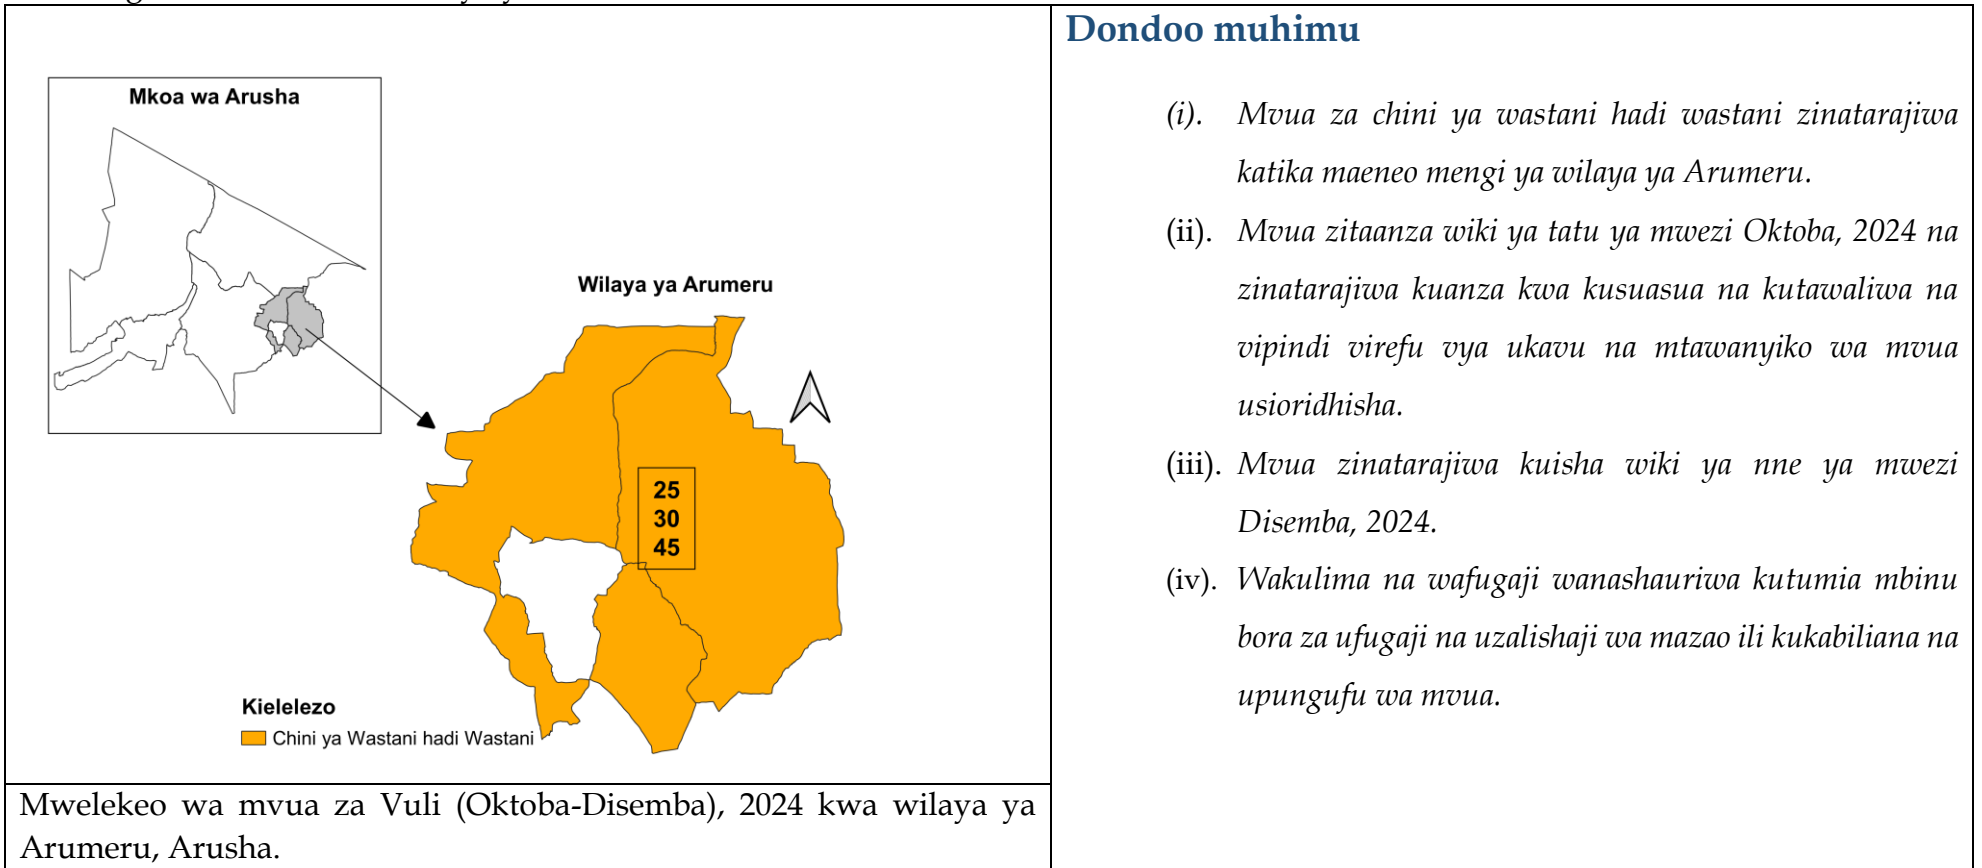 Mkoa wa Arusha
Wilaya ya Arumeru
25
30
45
Kielelezo
Chini ya Wastani hadi Wastani
Mwelekeo wa mvua za Vuli (Oktoba-Disemba), 2024 kwa wilaya ya
Arumeru, Arusha.
Dondoo muhimu
(i). Mvua za chini ya wastani hadi wastani zinatarajiwa
katika maeneo mengi ya wilaya ya Arumeru.
(ii). Mvua zitaanza wiki ya tatu ya mwezi Oktoba, 2024 na
zinatarajiwa kuanza kwa kusuasua na kutawaliwa na
vipindi virefu vya ukavu na mtawanyiko wa mvua
usioridhisha.
(iii). Mvua zinatarajiwa kuisha wiki ya nne ya mwezi
Disemba, 2024.
(iv). Wakulima na wafugaji wanashauriwa kutumia mbinu
bora za ufugaji na uzalishaji wa mazao ili kukabiliana na
upungufu wa mvua.